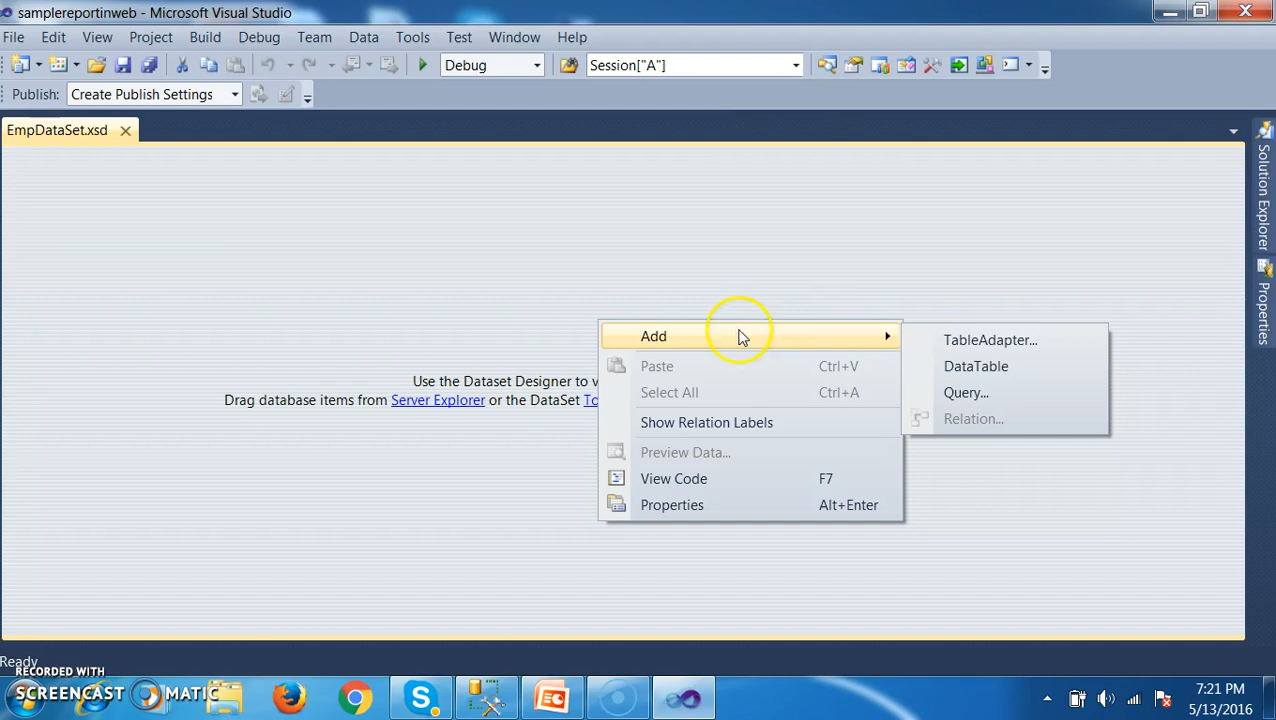 samplereportinweb - Microsoft Visual Studio
File Edit View Project Build Debug Team Data Tools Test Window Help
Debug Session["A"]
Publish: Create Publish Settings
EmpDataSet.xsd
Solution Explorer
Properties
Add
Paste Ctrl+V
Select All Ctrl+A
Show Relation Labels
Preview Data...
View Code F7
Properties Alt+Enter
TableAdapter...
DataTable
Query...
Relation...
Use the Dataset Designer to v
Drag database items from Server Explorer or the DataSet To
Ready
RECORDED WITH
SCREENCAST MATIC
7:21 PM
5/13/2016